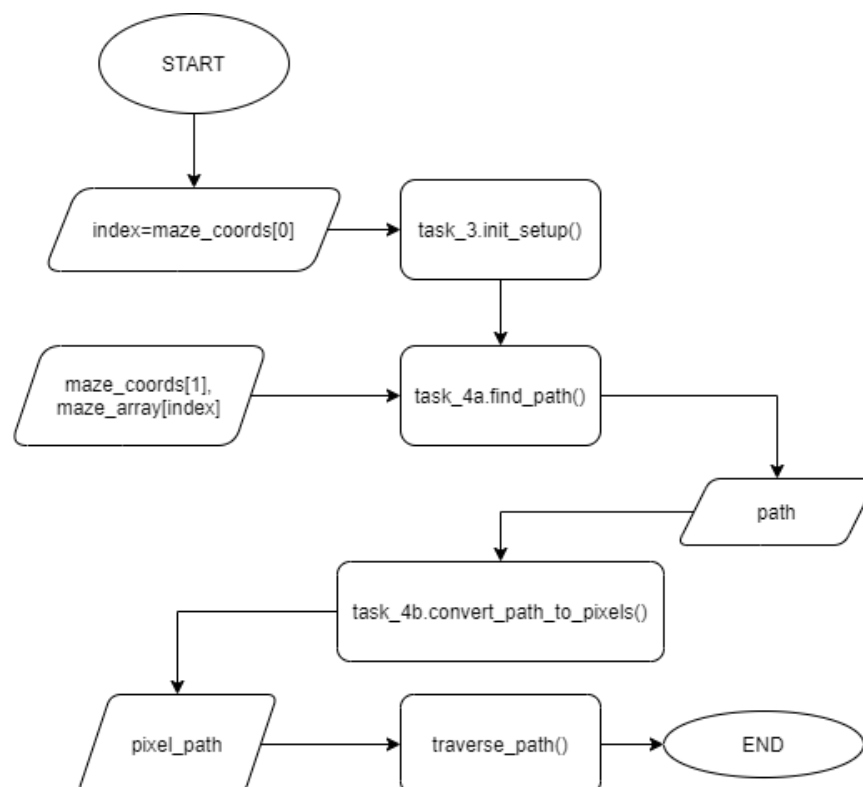 START
index=maze_coords[0]
task_3.init_setup()
maze_coords[1],
maze_array[index]
task_4a.find_path()
path
task_4b.convert_path_to_pixels()
pixel_path
traverse_path()
END